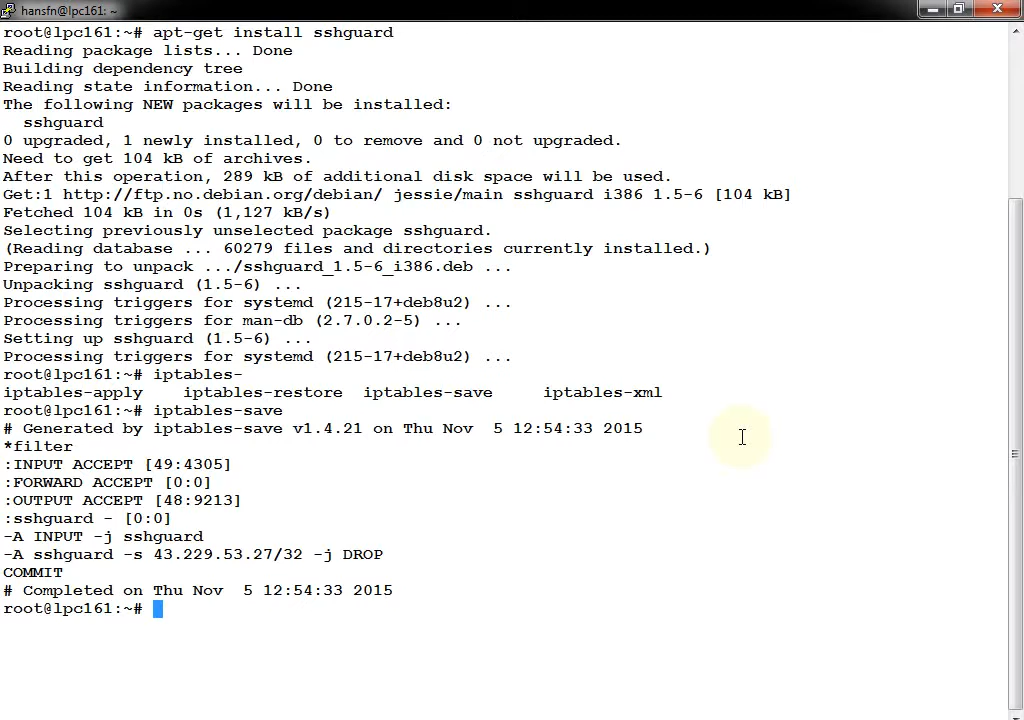 hansfn@lpc161: ~
root@lpc161:~# apt-get install sshguard
Reading package lists... Done
Building dependency tree
Reading state information... Done
The following NEW packages will be installed:
  sshguard
0 upgraded, 1 newly installed, 0 to remove and 0 not upgraded.
Need to get 104 kB of archives.
After this operation, 289 kB of additional disk space will be used.
Get:1 http://ftp.no.debian.org/debian/ jessie/main sshguard i386 1.5-6 [104 kB]
Fetched 104 kB in 0s (1,127 kB/s)
Selecting previously unselected package sshguard.
(Reading database ... 60279 files and directories currently installed.)
Preparing to unpack .../sshguard_1.5-6_i386.deb ...
Unpacking sshguard (1.5-6) ...
Processing triggers for systemd (215-17+deb8u2) ...
Processing triggers for man-db (2.7.0.2-5) ...
Setting up sshguard (1.5-6) ...
Processing triggers for systemd (215-17+deb8u2) ...
root@lpc161:~# iptables-
iptables-apply    iptables-restore  iptables-save     iptables-xml
root@lpc161:~# iptables-save
# Generated by iptables-save v1.4.21 on Thu Nov  5 12:54:33 2015
*filter
:INPUT ACCEPT [49:4305]
:FORWARD ACCEPT [0:0]
:OUTPUT ACCEPT [48:9213]
:sshguard - [0:0]
-A INPUT -j sshguard
-A sshguard -s 43.229.53.27/32 -j DROP
COMMIT
# Completed on Thu Nov  5 12:54:33 2015
root@lpc161:~#